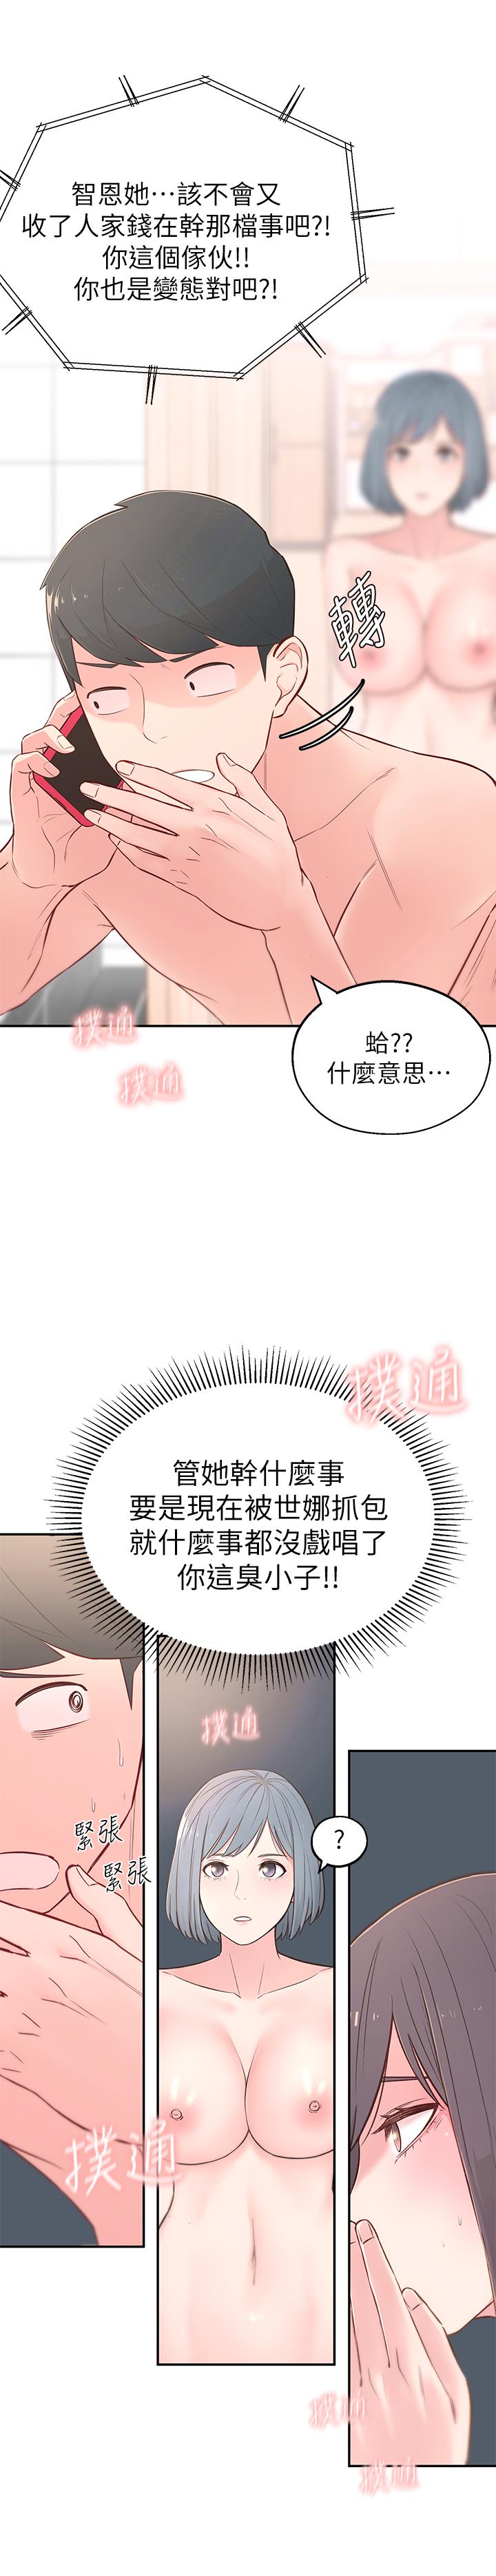 智恩她⋯該不會又
收了人家錢在幹那檔事吧?!
你這個傢伙!!
你也是變態對吧?!
轉
撲通
撲通
蛤??
什麼意思⋯
撲通
管她幹什麼事
要是現在被世娜抓包
就什麼事都沒戲唱了
你這臭小子!!
撲通
緊張
緊張
?
撲通
撲通
撲通